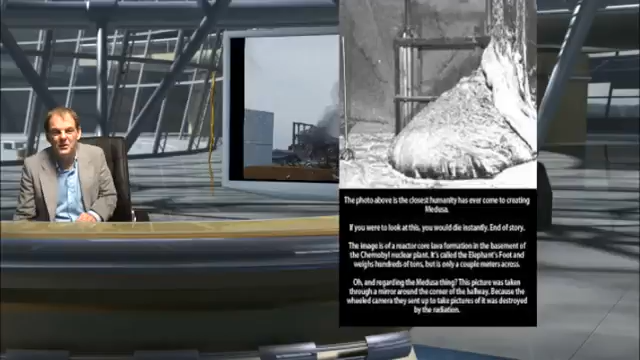 The photo above is the closest humanity has ever come to creating
Medusa.
If you were to look at this, you would die instantly. End of story.
The image is of a reactor core lava formation in the basement of
the Chernobyl nuclear plant. It's called the Elephant's Foot and
weighs hundreds of tons, but is only a couple meters across.
Oh, and regarding the Medusa thing? This picture was taken
through a mirror around the corner of the hallway. Because the
wheeled camera they sent up to take pictures of it was destroyed
by the radiation.